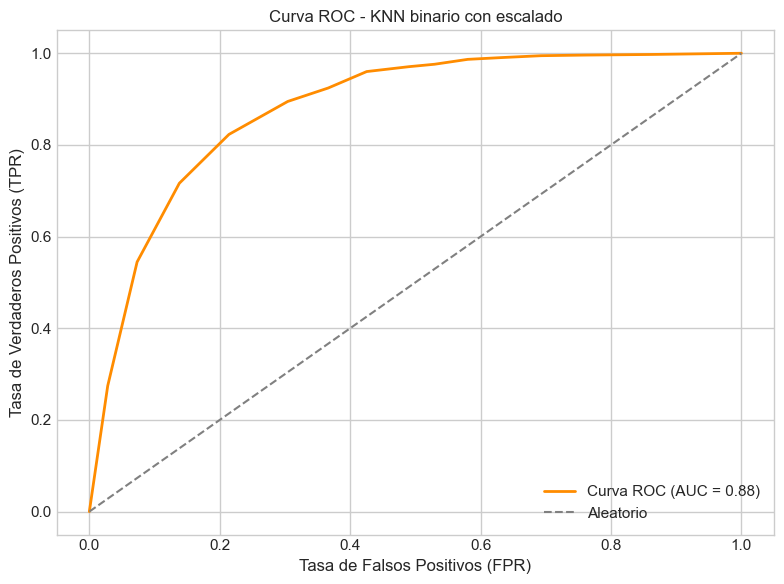 Curva ROC - KNN binario con escalado
Tasa de Verdaderos Positivos (TPR)
1.0
0.8
0.6
0.4
0.2
0.0
0.0 0.2 0.4 0.6 0.8 1.0
Tasa de Falsos Positivos (FPR)
Curva ROC (AUC = 0.88)
Aleatorio